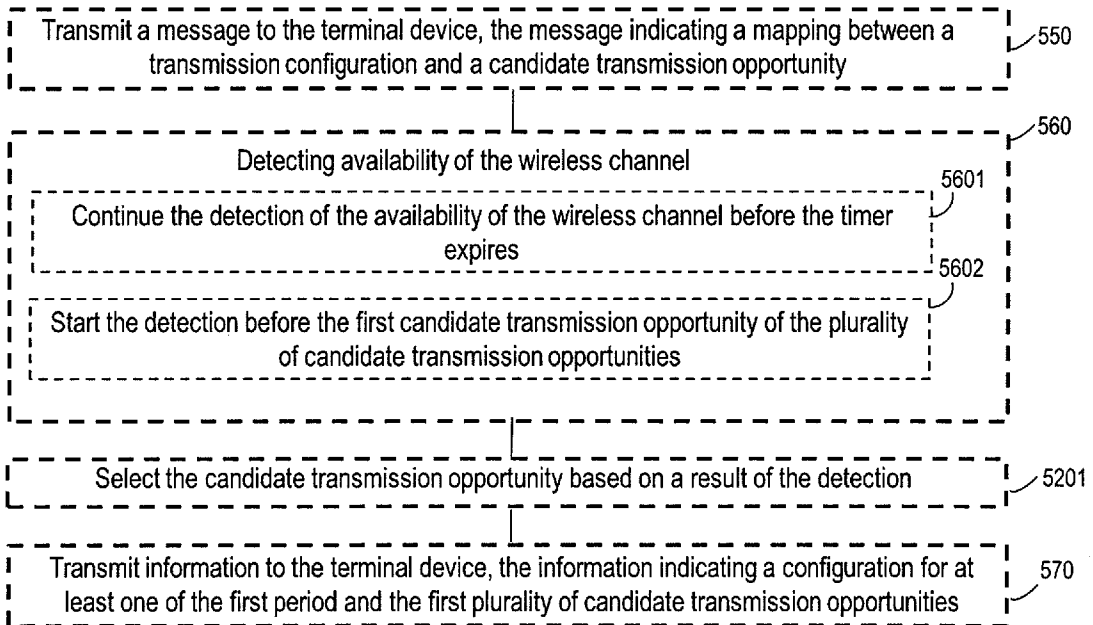 Transmit a message to the terminal device, the message indicating a mapping between a
transmission configuration and a candidate transmission opportunity
550
560
Detecting availability of the wireless channel
5601
Continue the detection of the availability of the wireless channel before the timer
expires
5602
Start the detection before the first candidate transmission opportunity of the plurality
of candidate transmission opportunities
Select the candidate transmission opportunity based on a result of the detection
5201
Transmit information to the terminal device, the information indicating a configuration for at
least one of the first period and the first plurality of candidate transmission opportunities
570